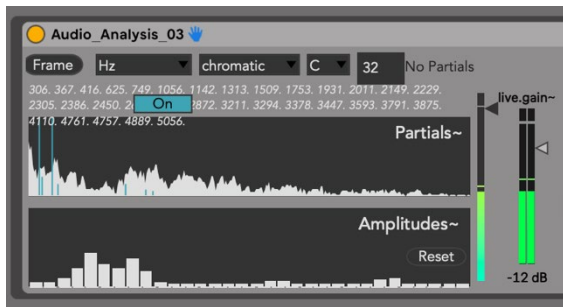 Audio_Analysis_03
Frame Hz chromatic C 32 No Partials
306. 367. 416. 625. 749. 1056. 1142. 1313. 1509. 1753. 1931. 2011. 2149. 2229.
2305. 2386. 2450. 2 On 2872. 3211. 3294. 3378. 3447. 3593. 3791. 3875.
4110. 4761. 4757. 4889. 5056.
live.gain~
Partials~
Amplitudes~
Reset
-12 dB